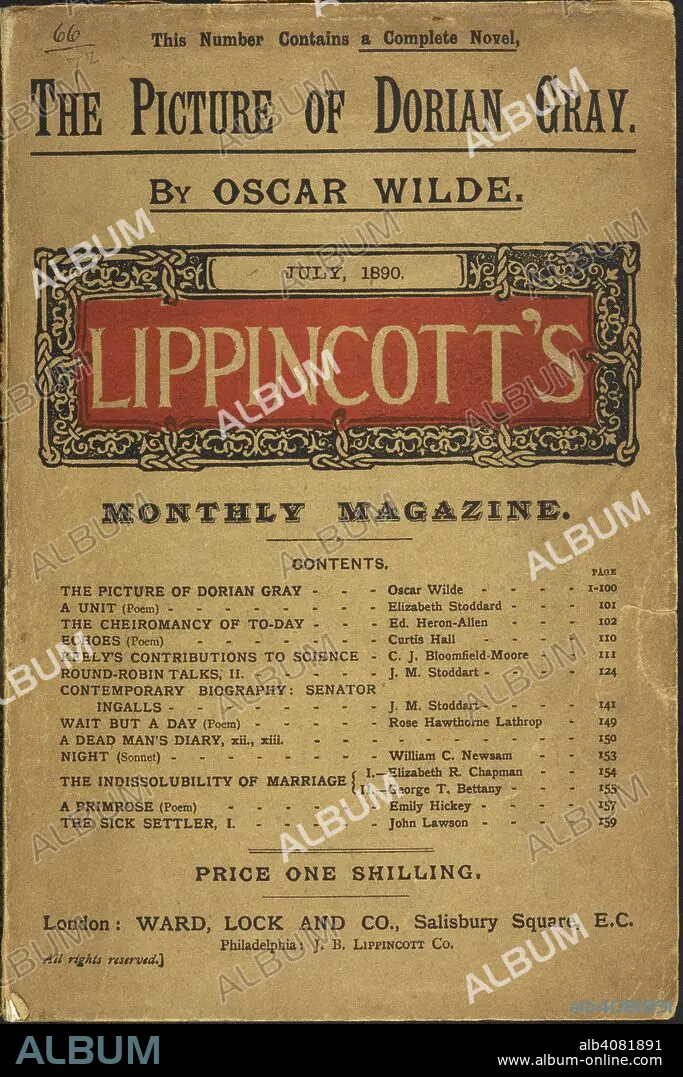 66
This Number Contains a Complete Novel,
THE PICTURE OF DORIAN GRAY.
BY OSCAR WILDE.
JULY, 1890.
LIPPINCOTT'S
MONTHLY MAGAZINE.
CONTENTS.
PAGE
THE PICTURE OF DORIAN GRAY - - - Oscar Wilde - - - - 1-100
A UNIT (Poem) - - - - - - - - - Elizabeth Stoddard - - - 101
THE CHEIROMANCY OF TO-DAY - - - Ed. Heron-Allen - - - - 102
ECHOES (Poem) - - - - - - - Curtis Hall - - - - - 110
KEELY'S CONTRIBUTIONS TO SCIENCE - C. J. Bloomfield-Moore - - 111
ROUND-ROBIN TALKS, II. - - - - - - J. M. Stoddart - - - - 124
CONTEMPORARY BIOGRAPHY: SENATOR
INGALLS - - - - - - - - J. M. Stoddart - - - - 141
WAIT BUT A DAY (Poem) - - - - - Rose Hawthorne Lathrop - 149
A DEAD MAN'S DIARY, xii., xiii. - - - - - - - - - - 150
NIGHT (Sonnet) - - - - - - - - William C. Newsam - - 153
THE INDISSOLUBILITY OF MARRIAGE { I.—Elizabeth R. Chapman - - 154
II.—George T. Bettany - - - 155
A PRIMROSE (Poem) - - - - - - - Emily Hickey - - - - 157
THE SICK SETTLER, I. - - - - - - John Lawson - - - - 159
PRICE ONE SHILLING.
London: WARD, LOCK AND CO., Salisbury Square, E.C.
Philadelphia: J. B. LIPPINCOTT CO.
All rights reserved.]
alb4081891
ALBUM
alb4081891
www.album-online.com